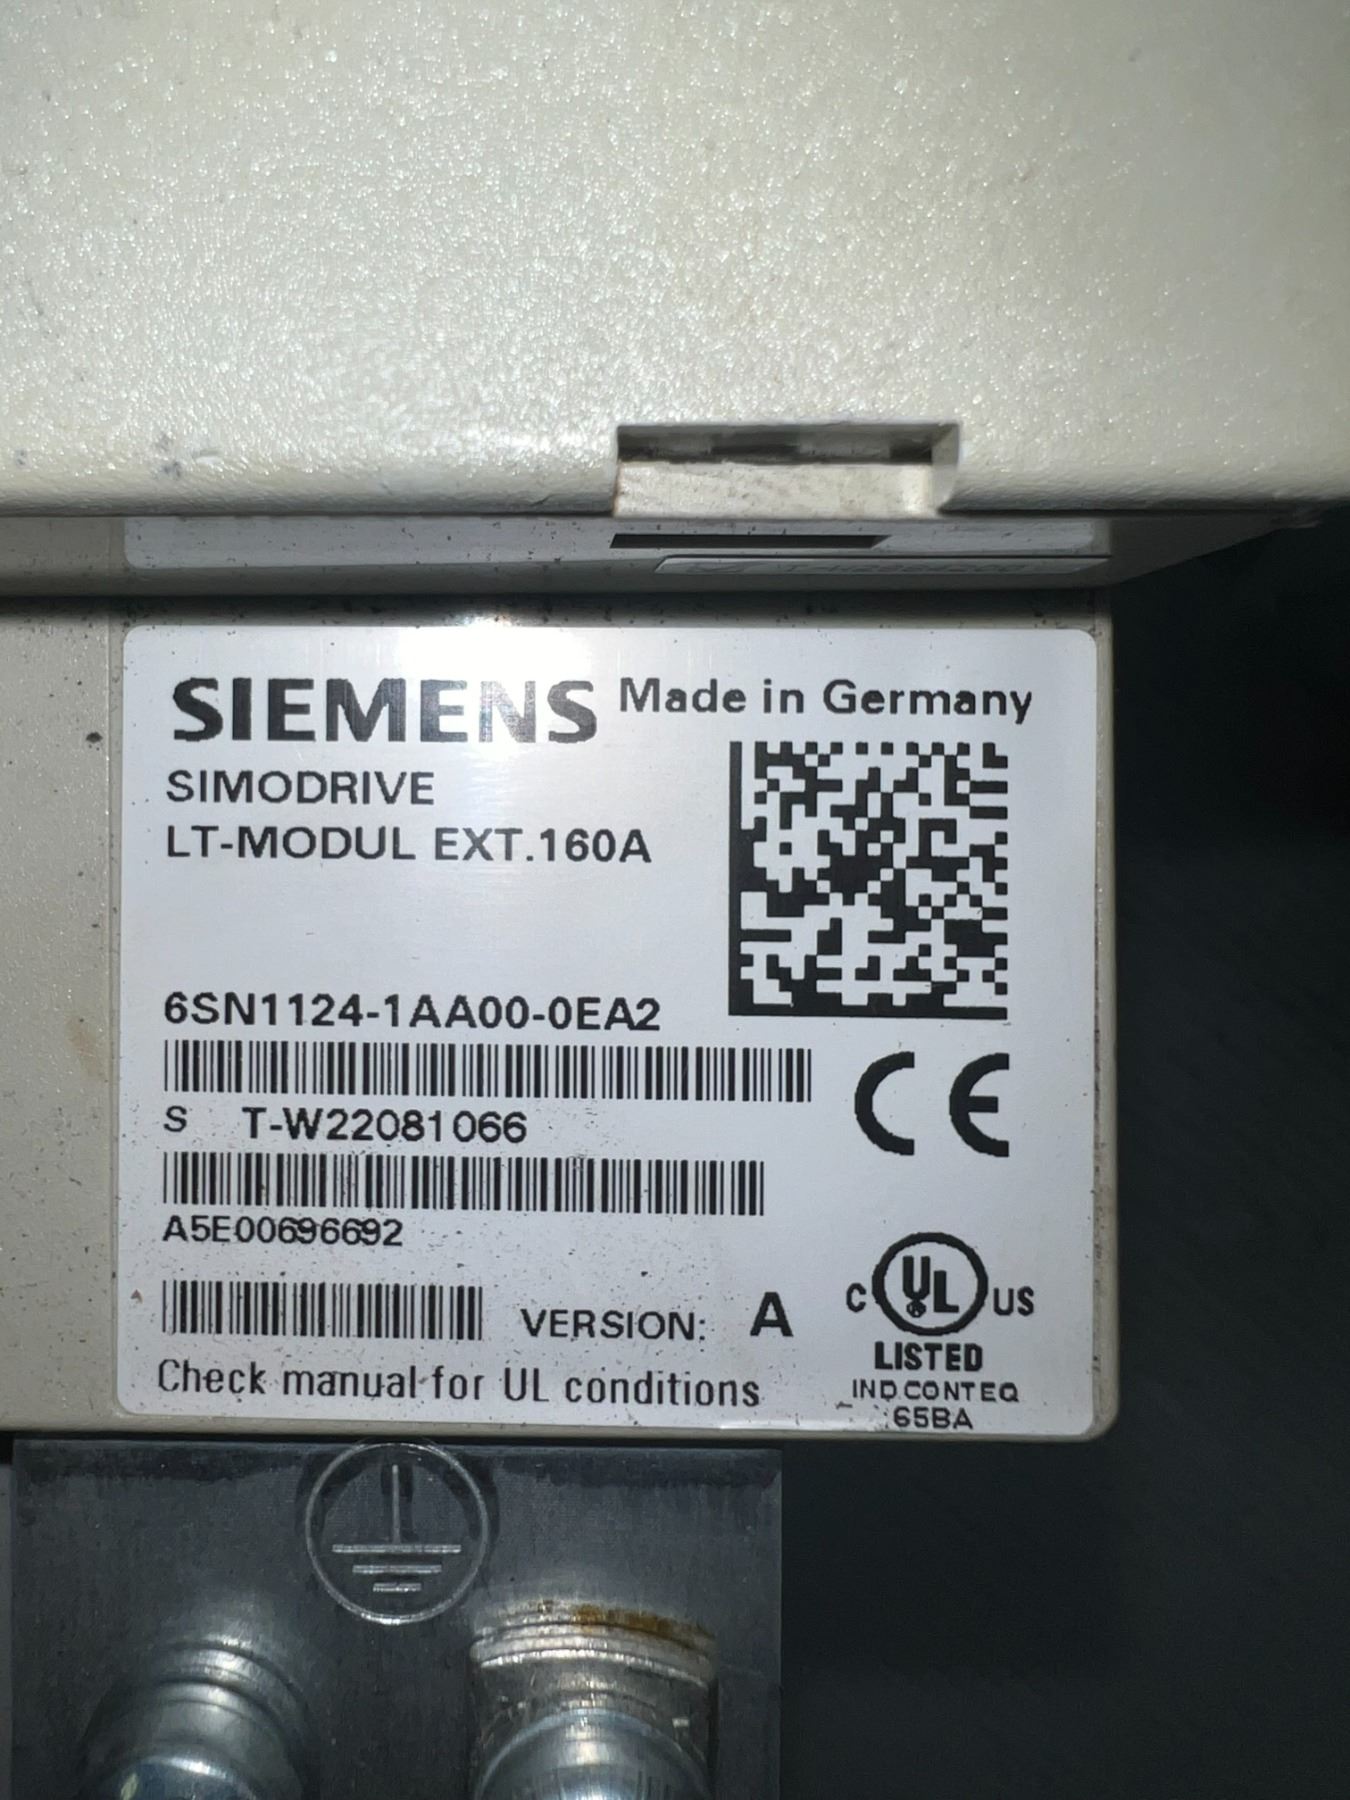 SIEMENS Made in Germany
SIMODRIVE
LT-MODUL EXT.160A
6SN1124-1AA00-0EA2
S T-W22081066
A5E00696692
VERSION: A
C UL US
LISTED
IND.CONT.EQ
65BA
Check manual for UL conditions